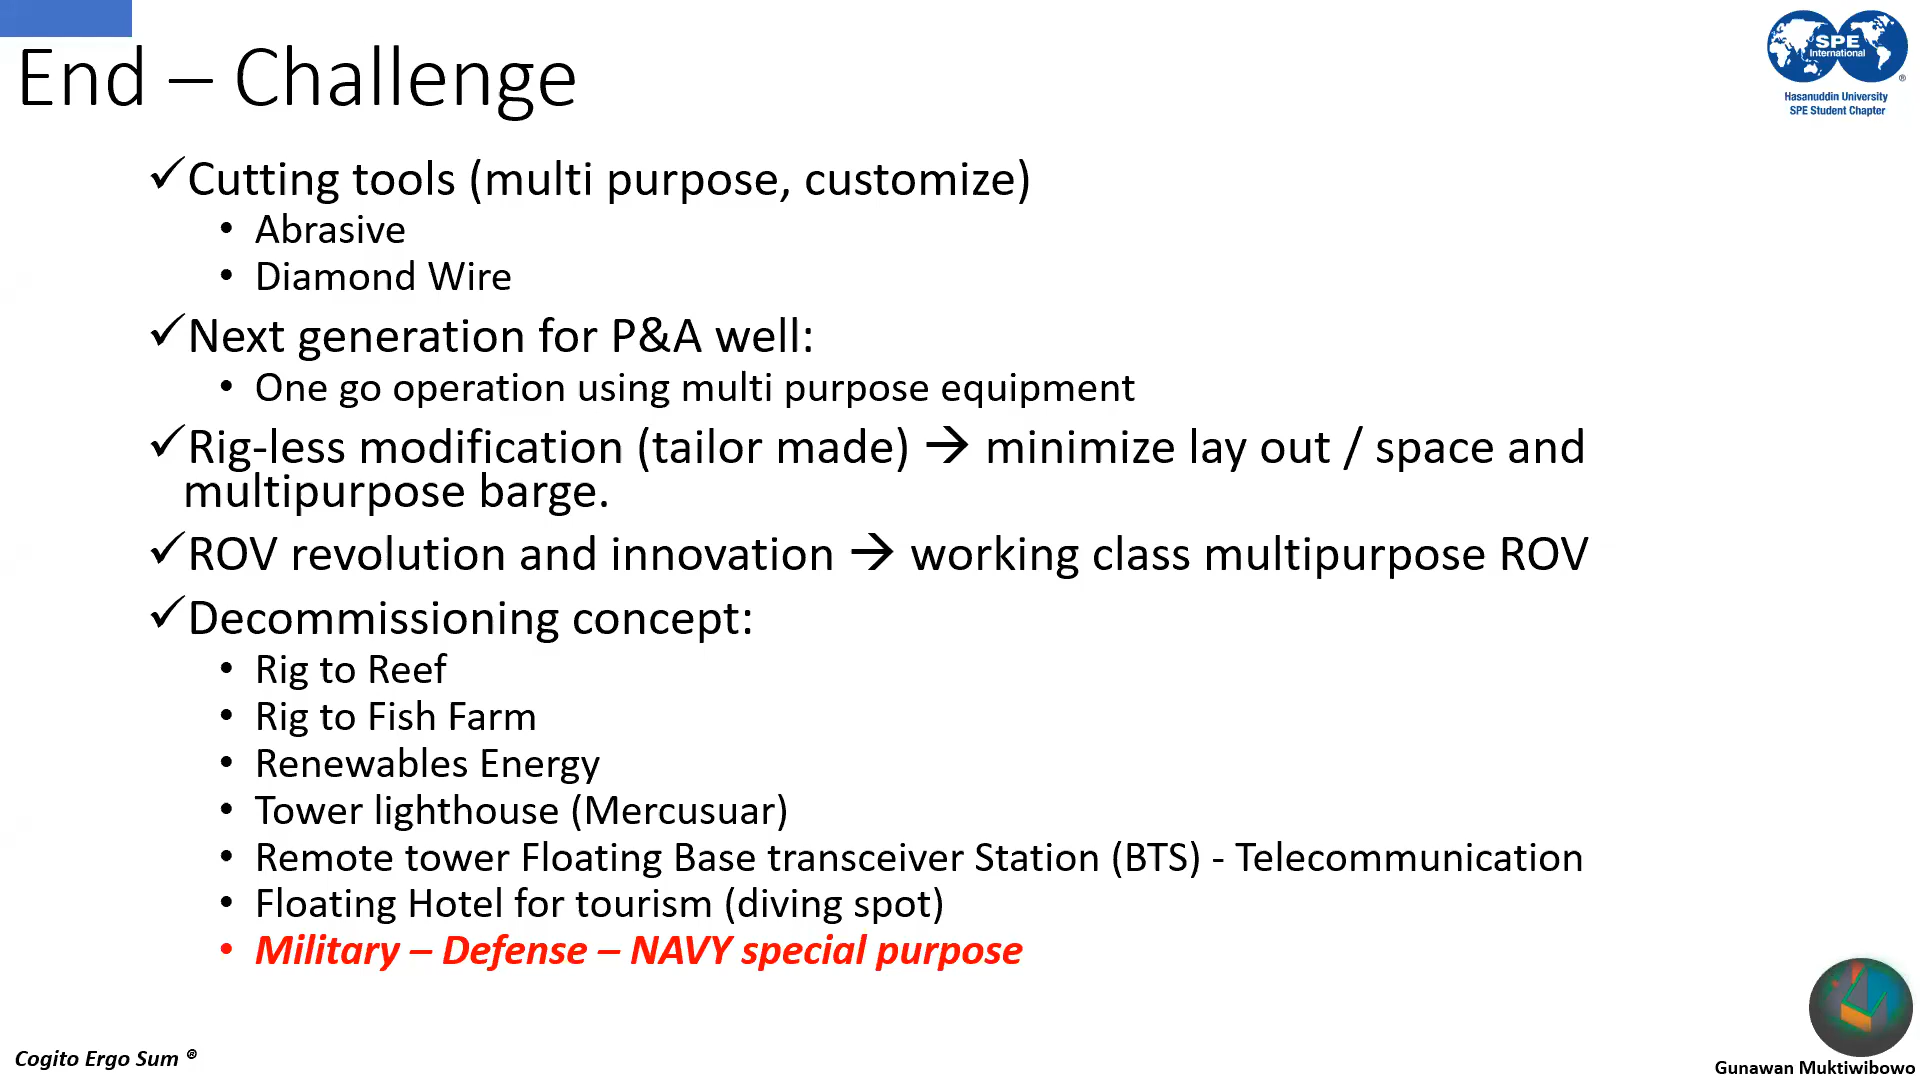 End – Challenge
SPE
International
®
Hasanuddin University
SPE Student Chapter
✓Cutting tools (multi purpose, customize)
• Abrasive
• Diamond Wire
✓Next generation for P&A well:
• One go operation using multi purpose equipment
✓Rig-less modification (tailor made) → minimize lay out / space and
multipurpose barge.
✓ROV revolution and innovation → working class multipurpose ROV
✓Decommissioning concept:
• Rig to Reef
• Rig to Fish Farm
• Renewables Energy
• Tower lighthouse (Mercusuar)
• Remote tower Floating Base transceiver Station (BTS) - Telecommunication
• Floating Hotel for tourism (diving spot)
• Military – Defense – NAVY special purpose
Cogito Ergo Sum ®
Gunawan Muktiwibowo